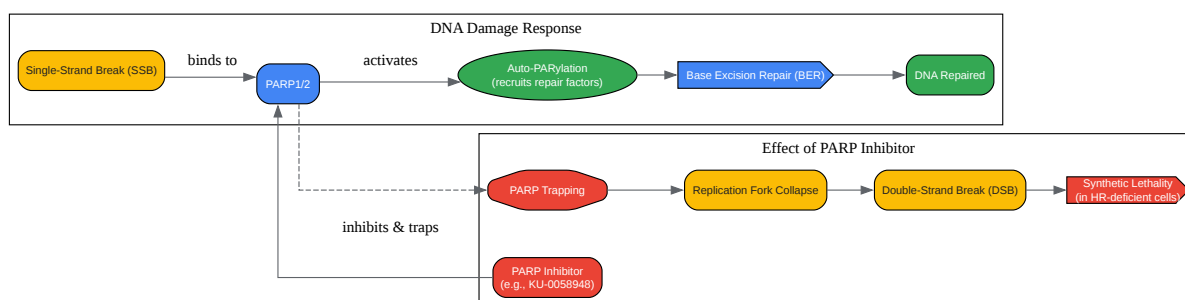 DNA Damage Response
Single-Strand Break (SSB)
binds to
PARP1/2
activates
Auto-PARylation
(recruits repair factors)
Base Excision Repair (BER)
DNA Repaired
Effect of PARP Inhibitor
PARP Trapping
Replication Fork Collapse
Double-Strand Break (DSB)
Synthetic Lethality
(in HR-deficient cells)
inhibits & traps
PARP Inhibitor
(e.g., KU-0058948)